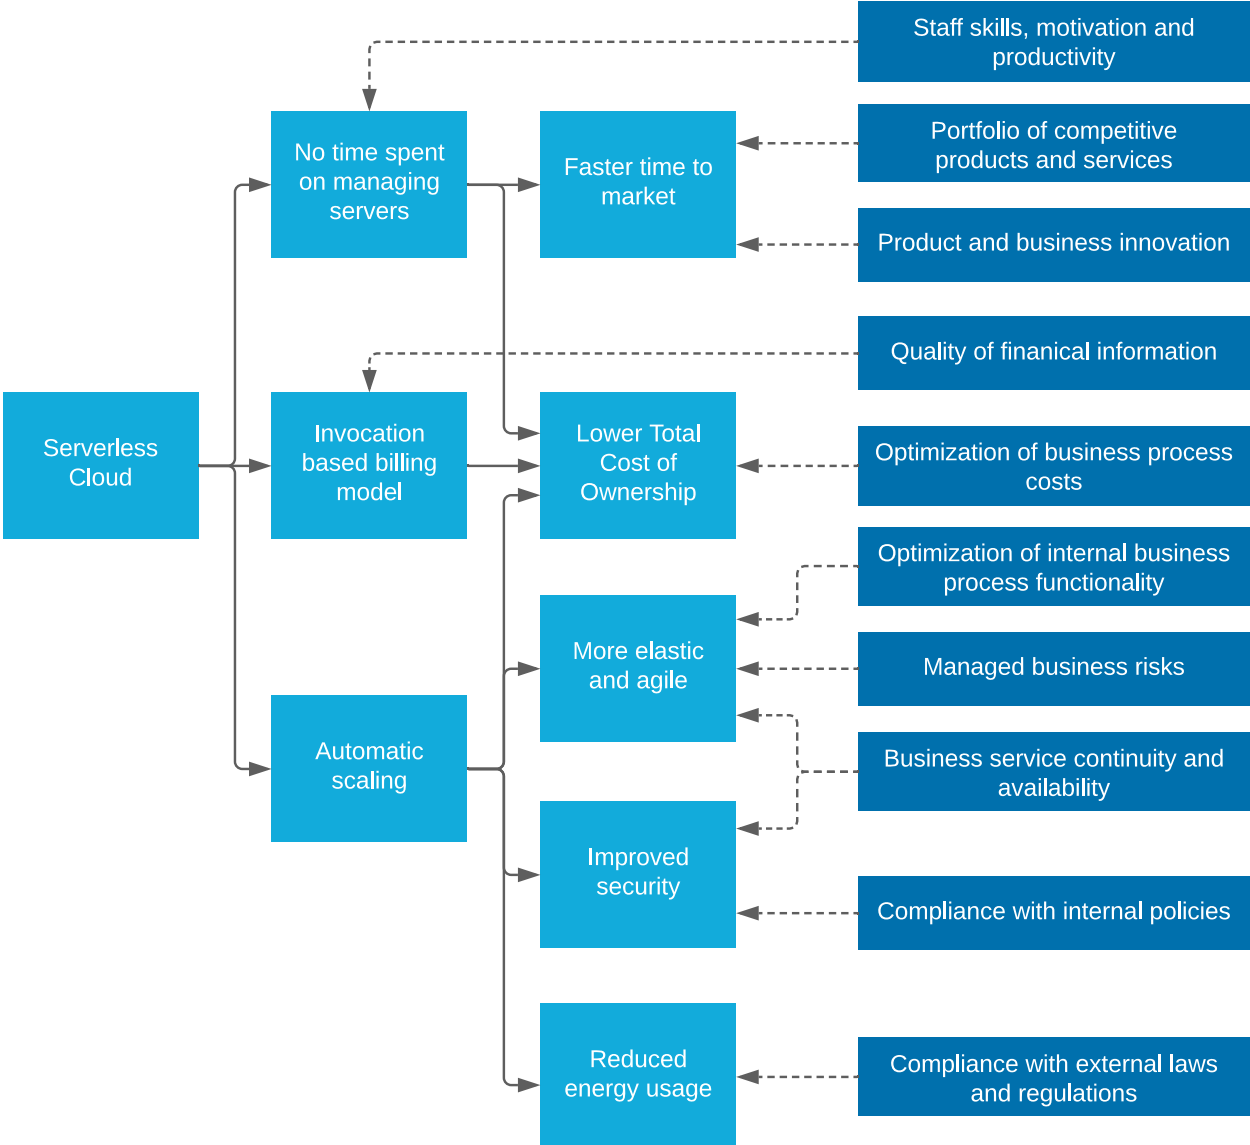 Staff skills, motivation and
productivity
No time spent
on managing
servers
Faster time to
market
Portfolio of competitive
products and services
Product and business innovation
Quality of finanical information
Serverless
Cloud
Invocation
based billing
model
Lower Total
Cost of
Ownership
Optimization of business process
costs
Optimization of internal business
process functionality
More elastic
and agile
Managed business risks
Automatic
scaling
Business service continuity and
availability
Improved
security
Compliance with internal policies
Reduced
energy usage
Compliance with external laws
and regulations